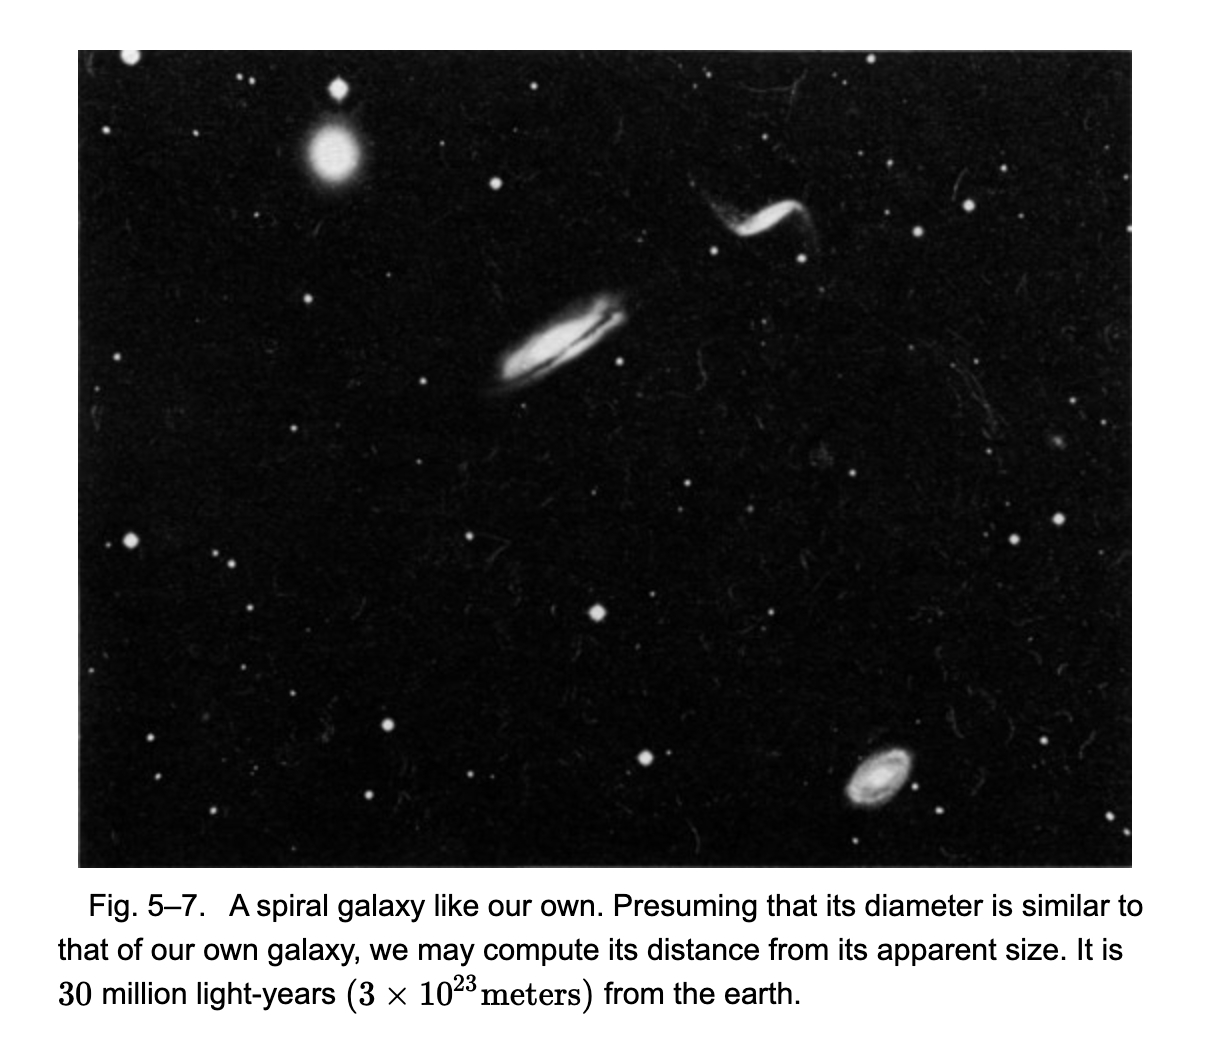 Fig. 5–7. A spiral galaxy like our own. Presuming that its diameter is similar to
that of our own galaxy, we may compute its distance from its apparent size. It is
30 million light-years (3 × 10²³ meters) from the earth.